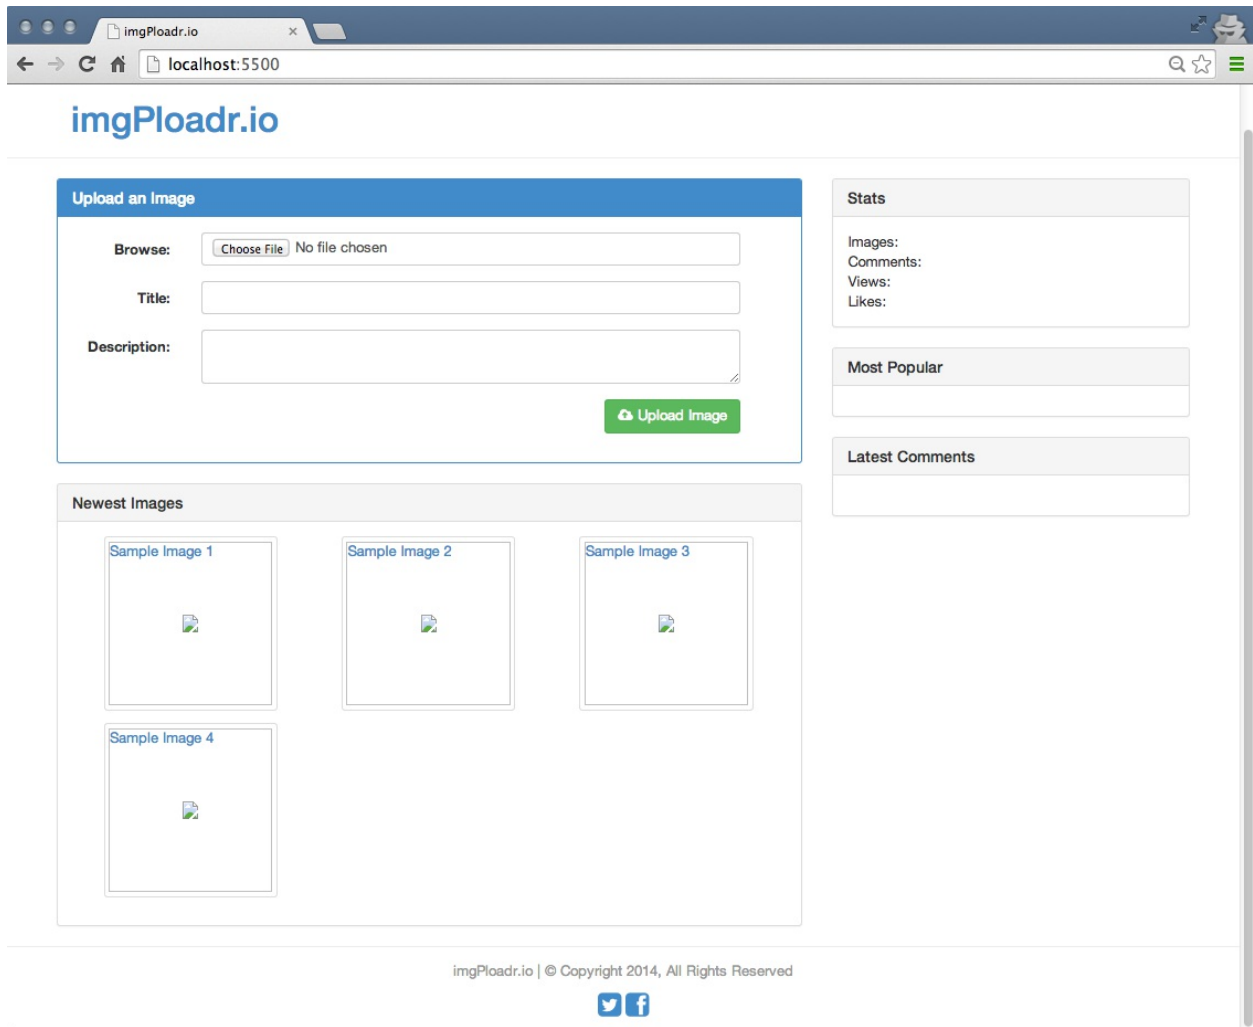 imgPloadr.io
localhost:5500
imgPloadr.io
Upload an Image
Browse:
Choose File No file chosen
Title:
Description:
Upload Image
Newest Images
Sample Image 1
Sample Image 2
Sample Image 3
Sample Image 4
Stats
Images:
Comments:
Views:
Likes:
Most Popular
Latest Comments
imgPloadr.io | © Copyright 2014, All Rights Reserved